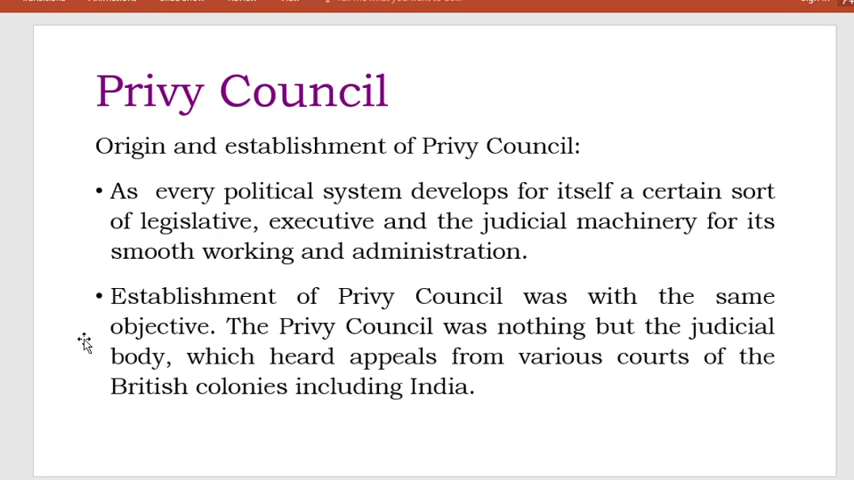 Privy Council
Origin and establishment of Privy Council:
• As every political system develops for itself a certain sort
of legislative, executive and the judicial machinery for its
smooth working and administration.
• Establishment of Privy Council was with the same
objective. The Privy Council was nothing but the judicial
body, which heard appeals from various courts of the
British colonies including India.